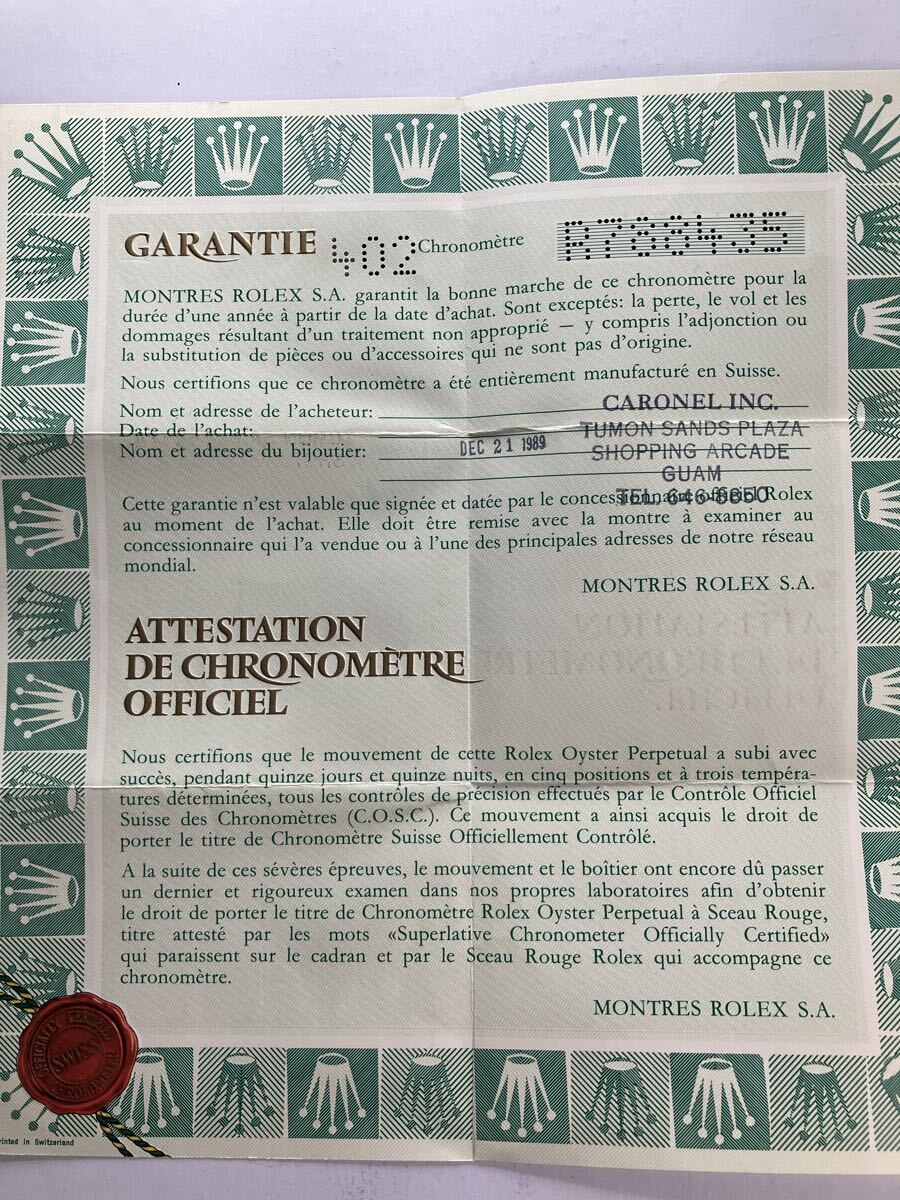 GARANTIE 402 Chronomètre R788435
MONTRES ROLEX S.A. garantit la bonne marche de ce chronomètre pour la
durée d'une année à partir de la date d'achat. Sont exceptés: la perte, le vol et les
dommages résultant d'un traitement non approprié — y compris l'adjonction ou
la substitution de pièces ou d'accessoires qui ne sont pas d'origine.
Nous certifions que ce chronomètre a été entièrement manufacturé en Suisse.
Nom et adresse de l'acheteur:
Date de l'achat:
Nom et adresse du bijoutier:
DEC 21 1989
CARONEL INC.
TUMON SANDS PLAZA
SHOPPING ARCADE
GUAM
TEL. 646-8650
Cette garantie n'est valable que signée et datée par le concessionnaire officiel Rolex
au moment de l'achat. Elle doit être remise avec la montre à examiner au
concessionnaire qui l'a vendue ou à l'une des principales adresses de notre réseau
mondial.
MONTRES ROLEX S.A.
ATTESTATION
DE CHRONOMÈTRE
OFFICIEL
Nous certifions que le mouvement de cette Rolex Oyster Perpetual a subi avec
succès, pendant quinze jours et quinze nuits, en cinq positions et à trois tempéra-
tures déterminées, tous les contrôles de précision effectués par le Contrôle Officiel
Suisse des Chronomètres (C.O.S.C.). Ce mouvement a ainsi acquis le droit de
porter le titre de Chronomètre Suisse Officiellement Contrôlé.
A la suite de ces sévères épreuves, le mouvement et le boîtier ont encore dû passer
un dernier et rigoureux examen dans nos propres laboratoires afin d'obtenir
le droit de porter le titre de Chronomètre Rolex Oyster Perpetual à Sceau Rouge,
titre attesté par les mots «Superlative Chronometer Officially Certified»
qui paraissent sur le cadran et par le Sceau Rouge Rolex qui accompagne ce
chronomètre.
MONTRES ROLEX S.A.
OFFICIALLY CERTIFIED
SWISS
CHRONOMETER
rinted in Switzerland